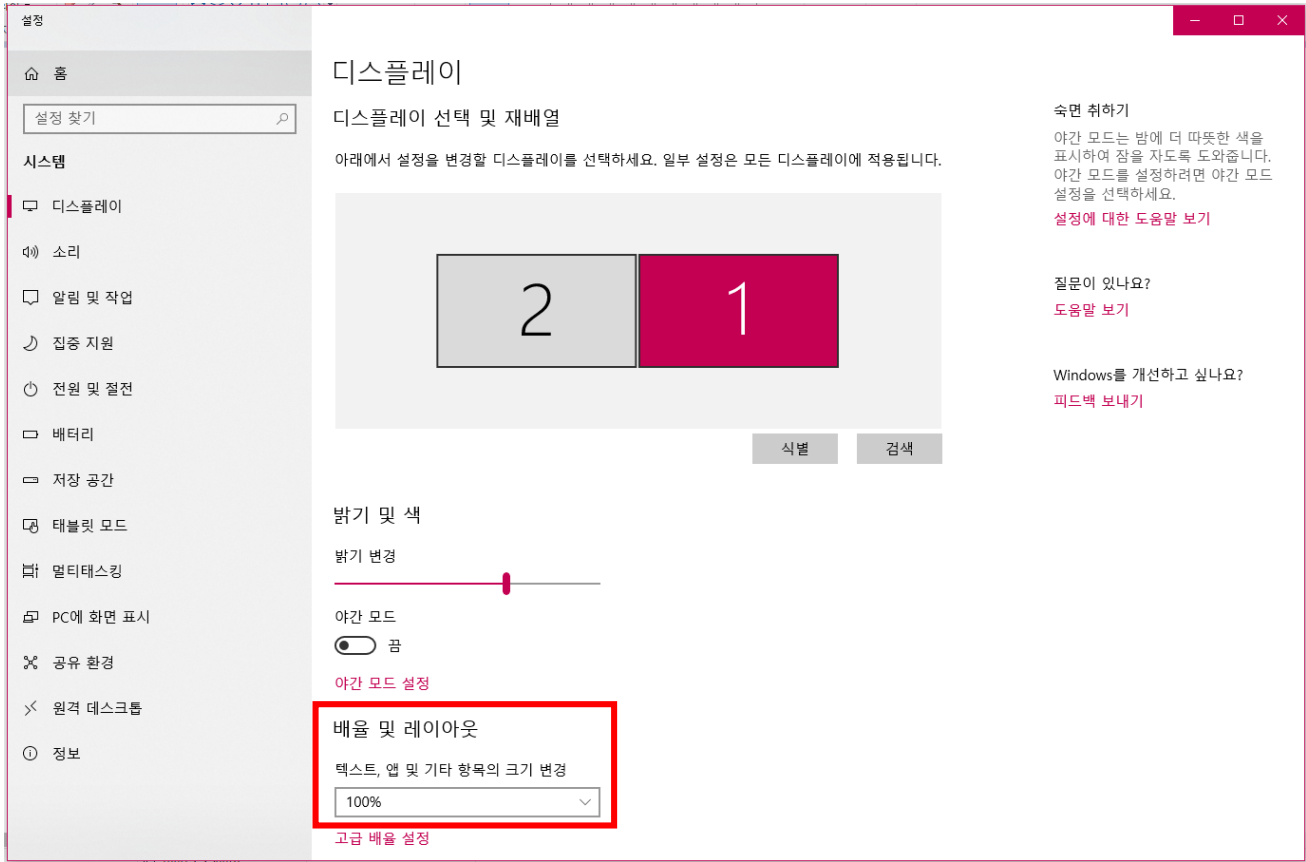 설정
홈
설정 찾기
시스템
디스플레이
소리
알림 및 작업
집중 지원
전원 및 절전
배터리
저장 공간
태블릿 모드
멀티태스킹
PC에 화면 표시
공유 환경
원격 데스크톱
정보
디스플레이
디스플레이 선택 및 재배열
아래에서 설정을 변경할 디스플레이를 선택하세요. 일부 설정은 모든 디스플레이에 적용됩니다.
2
1
식별
검색
밝기 및 색
밝기 변경
야간 모드
끔
야간 모드 설정
배율 및 레이아웃
텍스트, 앱 및 기타 항목의 크기 변경
100%
고급 배율 설정
숙면 취하기
야간 모드는 밤에 더 따뜻한 색을
표시하여 잠을 자도록 도와줍니다.
야간 모드를 설정하려면 야간 모드
설정을 선택하세요.
설정에 대한 도움말 보기
질문이 있나요?
도움말 보기
Windows를 개선하고 싶나요?
피드백 보내기